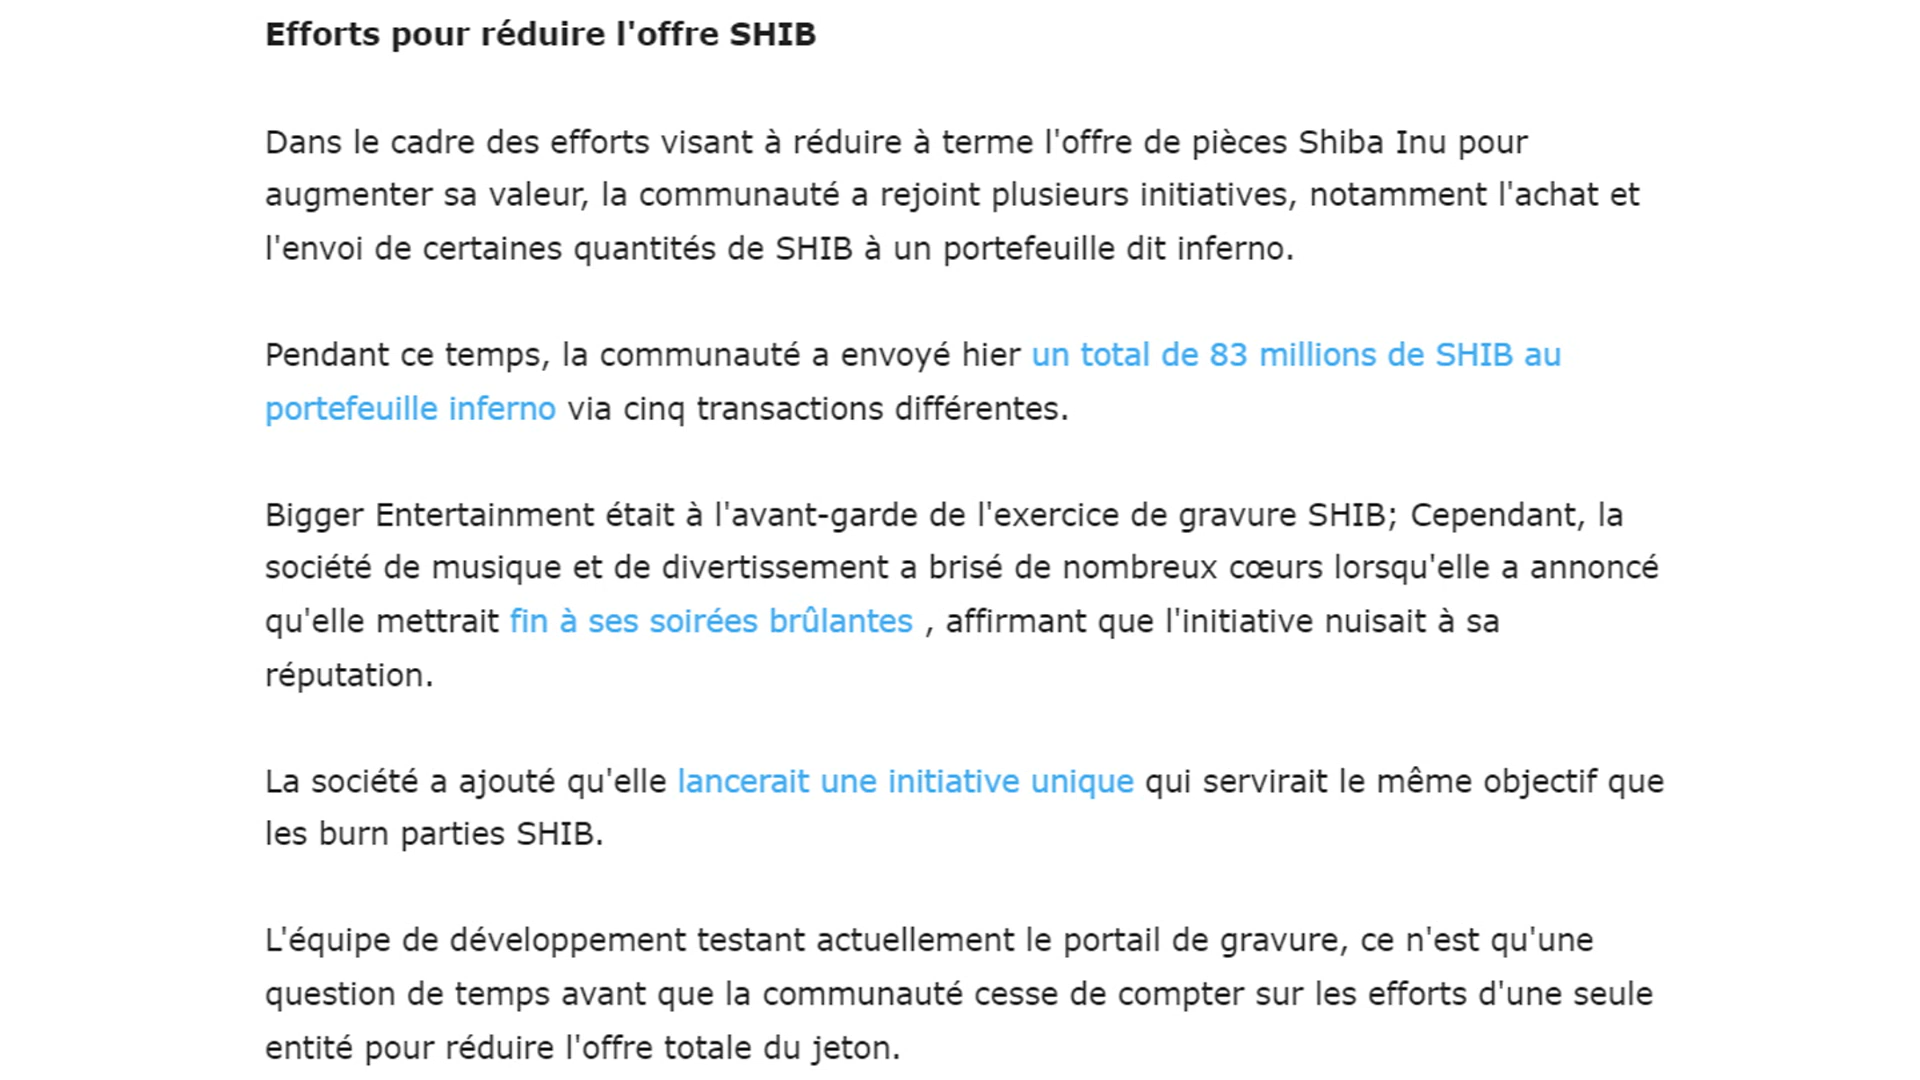 Efforts pour réduire l'offre SHIB
Dans le cadre des efforts visant à réduire à terme l'offre de pièces Shiba Inu pour
augmenter sa valeur, la communauté a rejoint plusieurs initiatives, notamment l'achat et
l'envoi de certaines quantités de SHIB à un portefeuille dit inferno.
Pendant ce temps, la communauté a envoyé hier un total de 83 millions de SHIB au
portefeuille inferno via cinq transactions différentes.
Bigger Entertainment était à l'avant-garde de l'exercice de gravure SHIB; Cependant, la
société de musique et de divertissement a brisé de nombreux cœurs lorsqu'elle a annoncé
qu'elle mettrait fin à ses soirées brûlantes , affirmant que l'initiative nuisait à sa
réputation.
La société a ajouté qu'elle lancerait une initiative unique qui servirait le même objectif que
les burn parties SHIB.
L'équipe de développement testant actuellement le portail de gravure, ce n'est qu'une
question de temps avant que la communauté cesse de compter sur les efforts d'une seule
entité pour réduire l'offre totale du jeton.